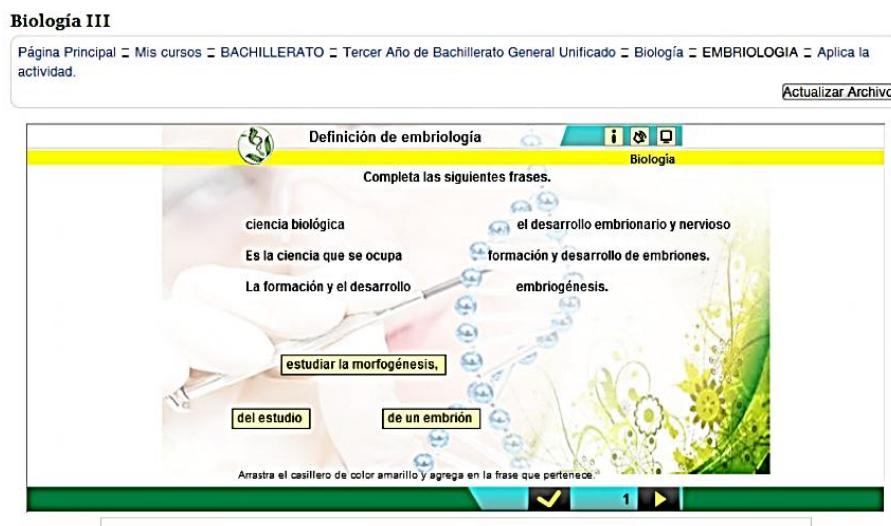 Biología III
Página Principal Mis cursos BACHILLERATO Tercer Año de Bachillerato General Unificado Biología EMBRIOLOGIA Aplica la
actividad.
Actualizar Archivo
Definición de embriología
Biología
Completa las siguientes frases.
ciencia biológica el desarrollo embrionario y nervioso
Es la ciencia que se ocupa formación y desarrollo de embriones.
La formación y el desarrollo embriogénesis.
estudiar la morfogénesis,
del estudio de un embrión
Arrastra el casillero de color amarillo y agrega en la frase que pertenece.
1